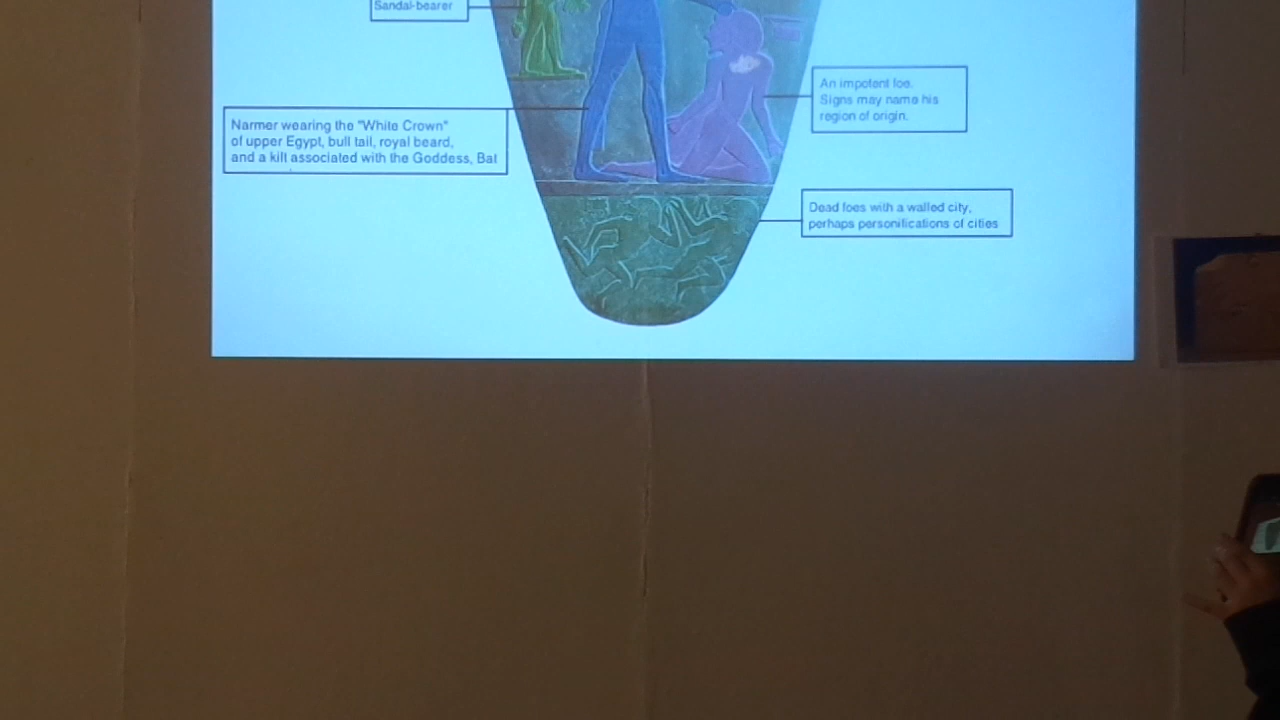 Sandal-bearer
An impotent foe.
Signs may name his
region of origin.
Narmer wearing the "White Crown"
of upper Egypt, bull tail, royal beard,
and a kilt associated with the Goddess, Bat
Dead foes with a walled city,
perhaps personifications of cities